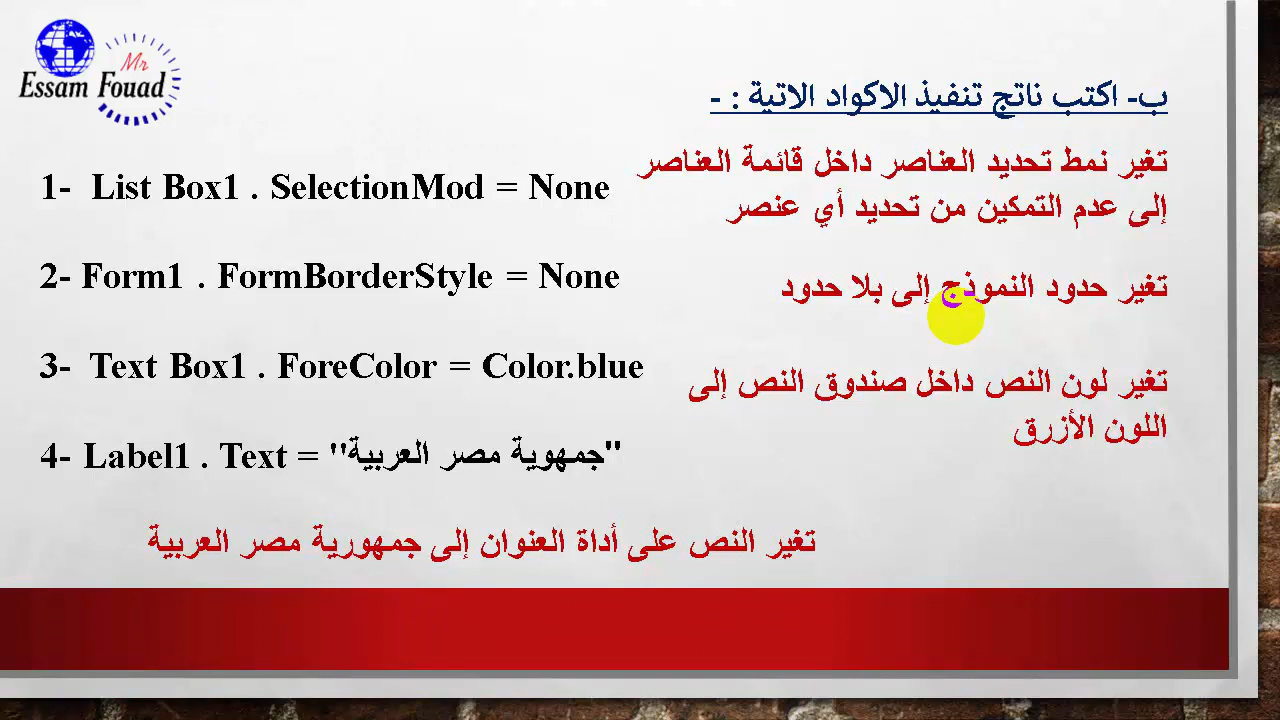 Mr
Essam Fouad
ب- اكتب ناتج تنفيذ الاكواد الاتية : -
1- List Box1 . SelectionMod = None
تغير نمط تحديد العناصر داخل قائمة العناصر
إلى عدم التمكين من تحديد أي عنصر
2- Form1 . FormBorderStyle = None
تغير حدود النموذج إلى بلا حدود
3- Text Box1 . ForeColor = Color.blue
تغير لون النص داخل صندوق النص إلى
اللون الأزرق
4- Label1 . Text = "جمهوية مصر العربية"
تغير النص على أداة العنوان إلى جمهورية مصر العربية